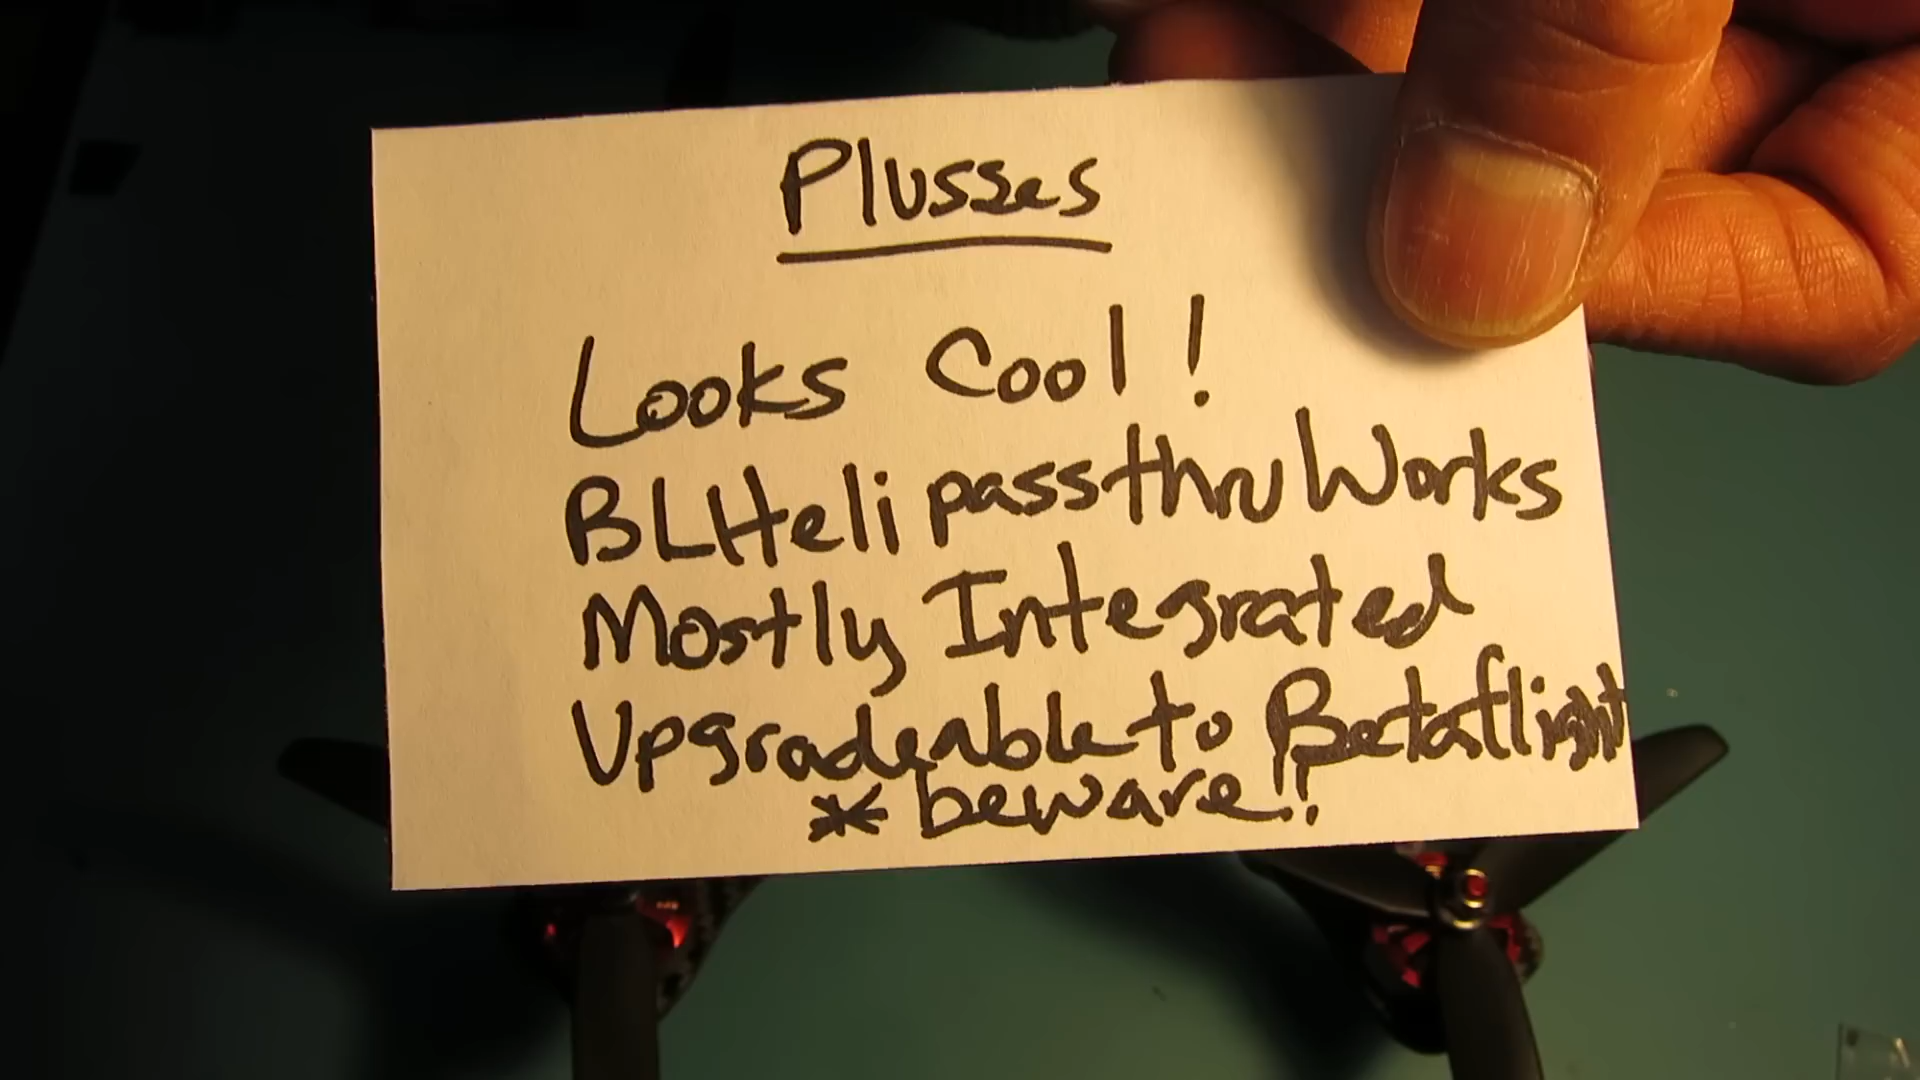 Plusses
Looks Cool!
BLHeli passthru Works
Mostly Integrated
Upgradeable to Betaflight
* beware!!